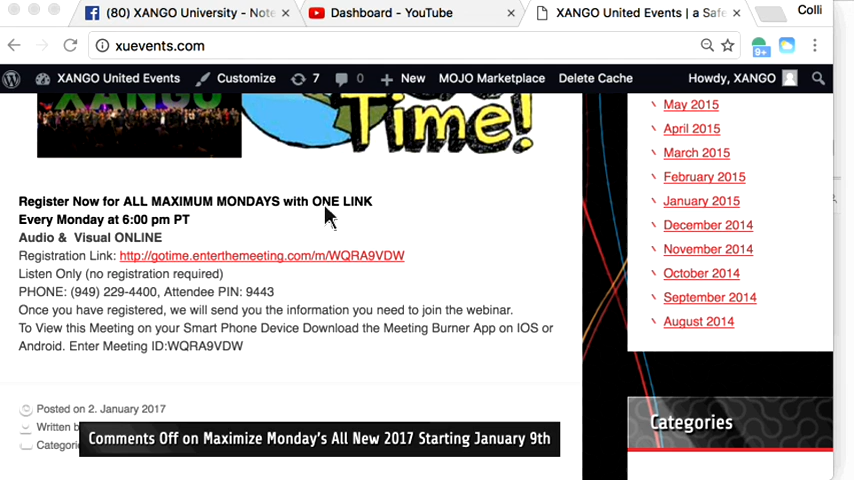 (80) XANGO University - Note
Dashboard - YouTube
XANGO United Events | a Safe
Colli
xuevents.com
9+
XANGO United Events
Customize
7
0
New
MOJO Marketplace
Delete Cache
Howdy, XANGO
XANGO
Time!
Register Now for ALL MAXIMUM MONDAYS with ONE LINK
Every Monday at 6:00 pm PT
Audio & Visual ONLINE
Registration Link: http://gotime.enterthemeeting.com/m/WQRA9VDW
Listen Only (no registration required)
PHONE: (949) 229-4400, Attendee PIN: 9443
Once you have registered, we will send you the information you need to join the webinar.
To View this Meeting on your Smart Phone Device Download the Meeting Burner App on IOS or
Android. Enter Meeting ID:WQRA9VDW
Posted on 2. January 2017
Written b
Categori
Comments Off on Maximize Monday's All New 2017 Starting January 9th
May 2015
April 2015
March 2015
February 2015
January 2015
December 2014
November 2014
October 2014
September 2014
August 2014
Categories